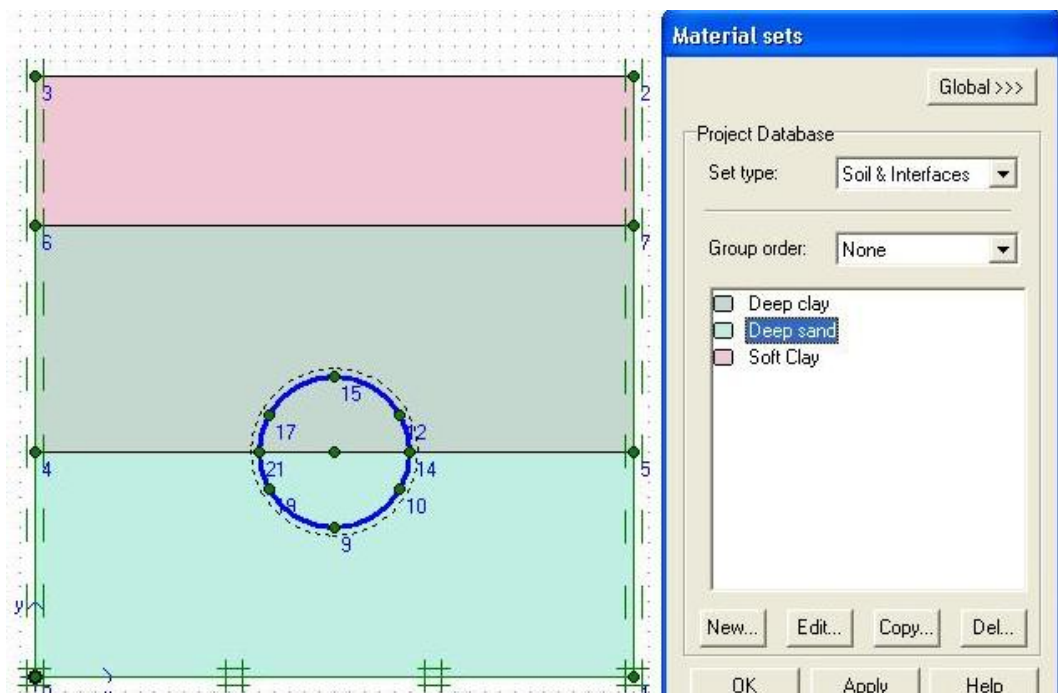 Material sets
Global >>>
Project Database
Set type: Soil & Interfaces
Group order: None
Deep clay
Deep sand
Soft Clay
New... Edit... Copy... Del...
OK Apply Help
3 2
6 7
15
17 12
4 21 14 5
10
9
y